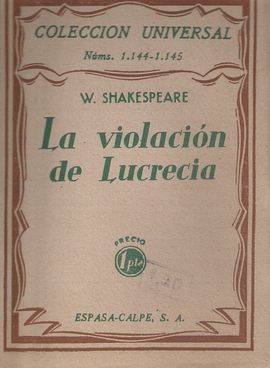 COLECCION UNIVERSAL
Núms. 1.144-1.145
W. SHAKESPEARE
La violación
de Lucrecia
PRECIO
1 pta
ESPASA-CALPE, S. A.